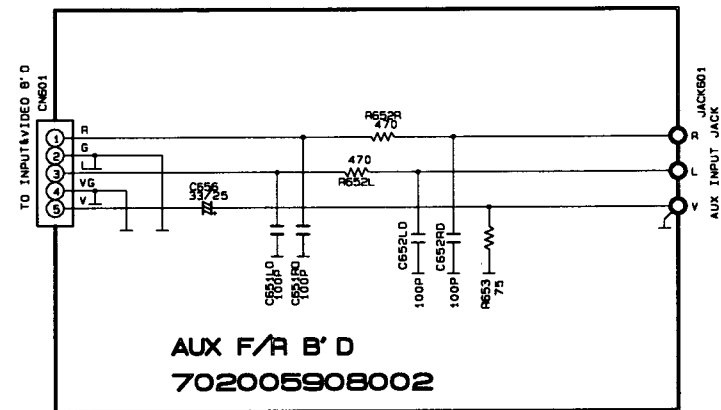 TO INPUT&VIDEO B'D
CN601
1 R
2 G
3 L
4 VG
5 V
R652R
470
470
R652L
C656
33/25
C651LD
100P
C651RD
100P
C652LD
100P
C652RD
100P
R653
75
JACK601
R
L
V
AUX INPUT JACK
AUX F/R B'D
702005908002